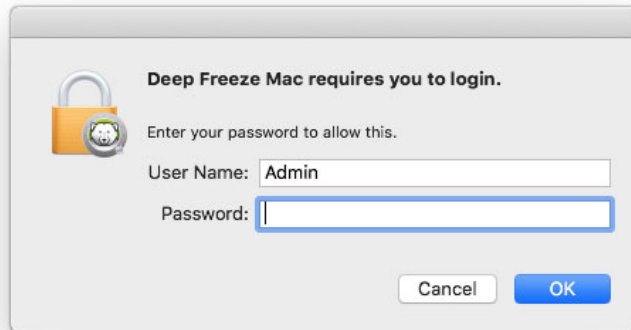 Deep Freeze Mac requires you to login.
Enter your password to allow this.
User Name: Admin
Password:
Cancel OK